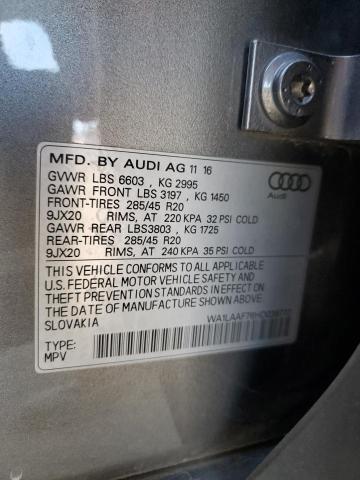 MFD. BY AUDI AG 11 16
GVWR LBS 6603 , KG 2995
GAWR FRONT LBS 3197 , KG 1450
FRONT-TIRES 285/45 R20
9JX20 RIMS, AT 220 KPA 32 PSI COLD
GAWR REAR LBS3803 , KG 1725
REAR-TIRES 285/45 R20
9JX20 RIMS, AT 240 KPA 35 PSI COLD
Audi
THIS VEHICLE CONFORMS TO ALL APPLICABLE
U.S. FEDERAL MOTOR VEHICLE SAFETY AND
THEFT PREVENTION STANDARDS IN EFFECT ON
THE DATE OF MANUFACTURE SHOWN ABOVE
SLOVAKIA
TYPE:
MPV